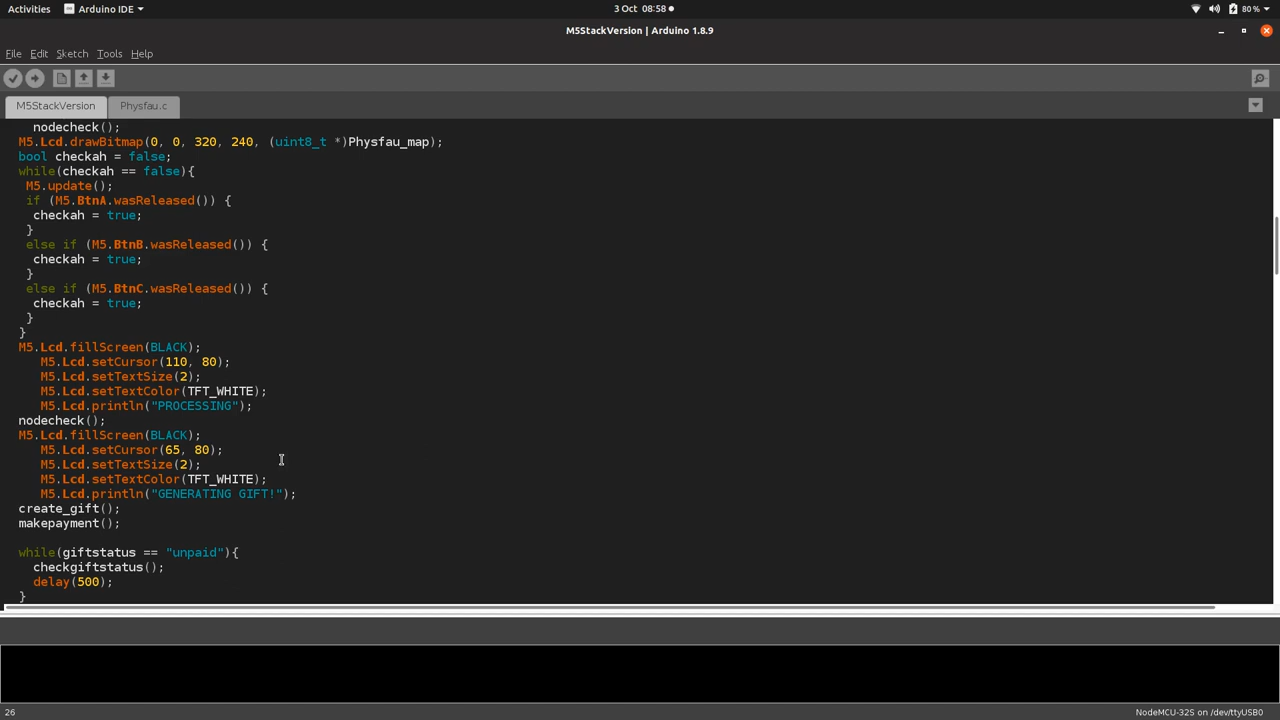 Activities Arduino IDE 3 Oct 08:58 80 %
M5StackVersion | Arduino 1.8.9
File Edit Sketch Tools Help
M5StackVersion Physfau.c
nodecheck();
M5.Lcd.drawBitmap(0, 0, 320, 240, (uint8_t *)Physfau_map);
bool checkah = false;
while(checkah == false){
M5.update();
if (M5.BtnA.wasReleased()) {
checkah = true;
}
else if (M5.BtnB.wasReleased()) {
checkah = true;
}
else if (M5.BtnC.wasReleased()) {
checkah = true;
}
}
M5.Lcd.fillScreen(BLACK);
M5.Lcd.setCursor(110, 80);
M5.Lcd.setTextSize(2);
M5.Lcd.setTextColor(TFT_WHITE);
M5.Lcd.println("PROCESSING");
nodecheck();
M5.Lcd.fillScreen(BLACK);
M5.Lcd.setCursor(65, 80);
M5.Lcd.setTextSize(2);
M5.Lcd.setTextColor(TFT_WHITE);
M5.Lcd.println("GENERATING GIFT!");
create_gift();
makepayment();
while(giftstatus == "unpaid"){
checkgiftstatus();
delay(500);
}
26 NodeMCU-32S on /dev/ttyUSB0